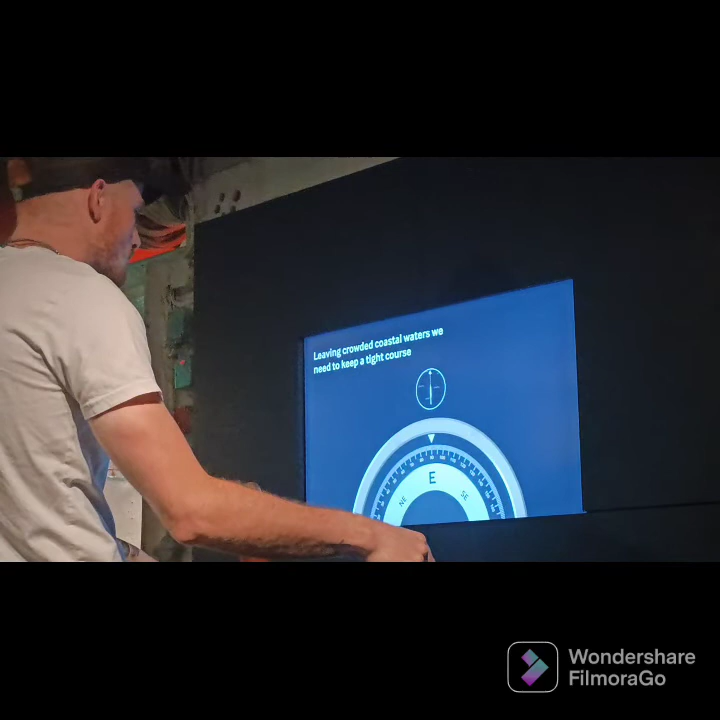 Leaving crowded coastal waters we
need to keep a tight course
E
NE
SE
Wondershare
FilmoraGo